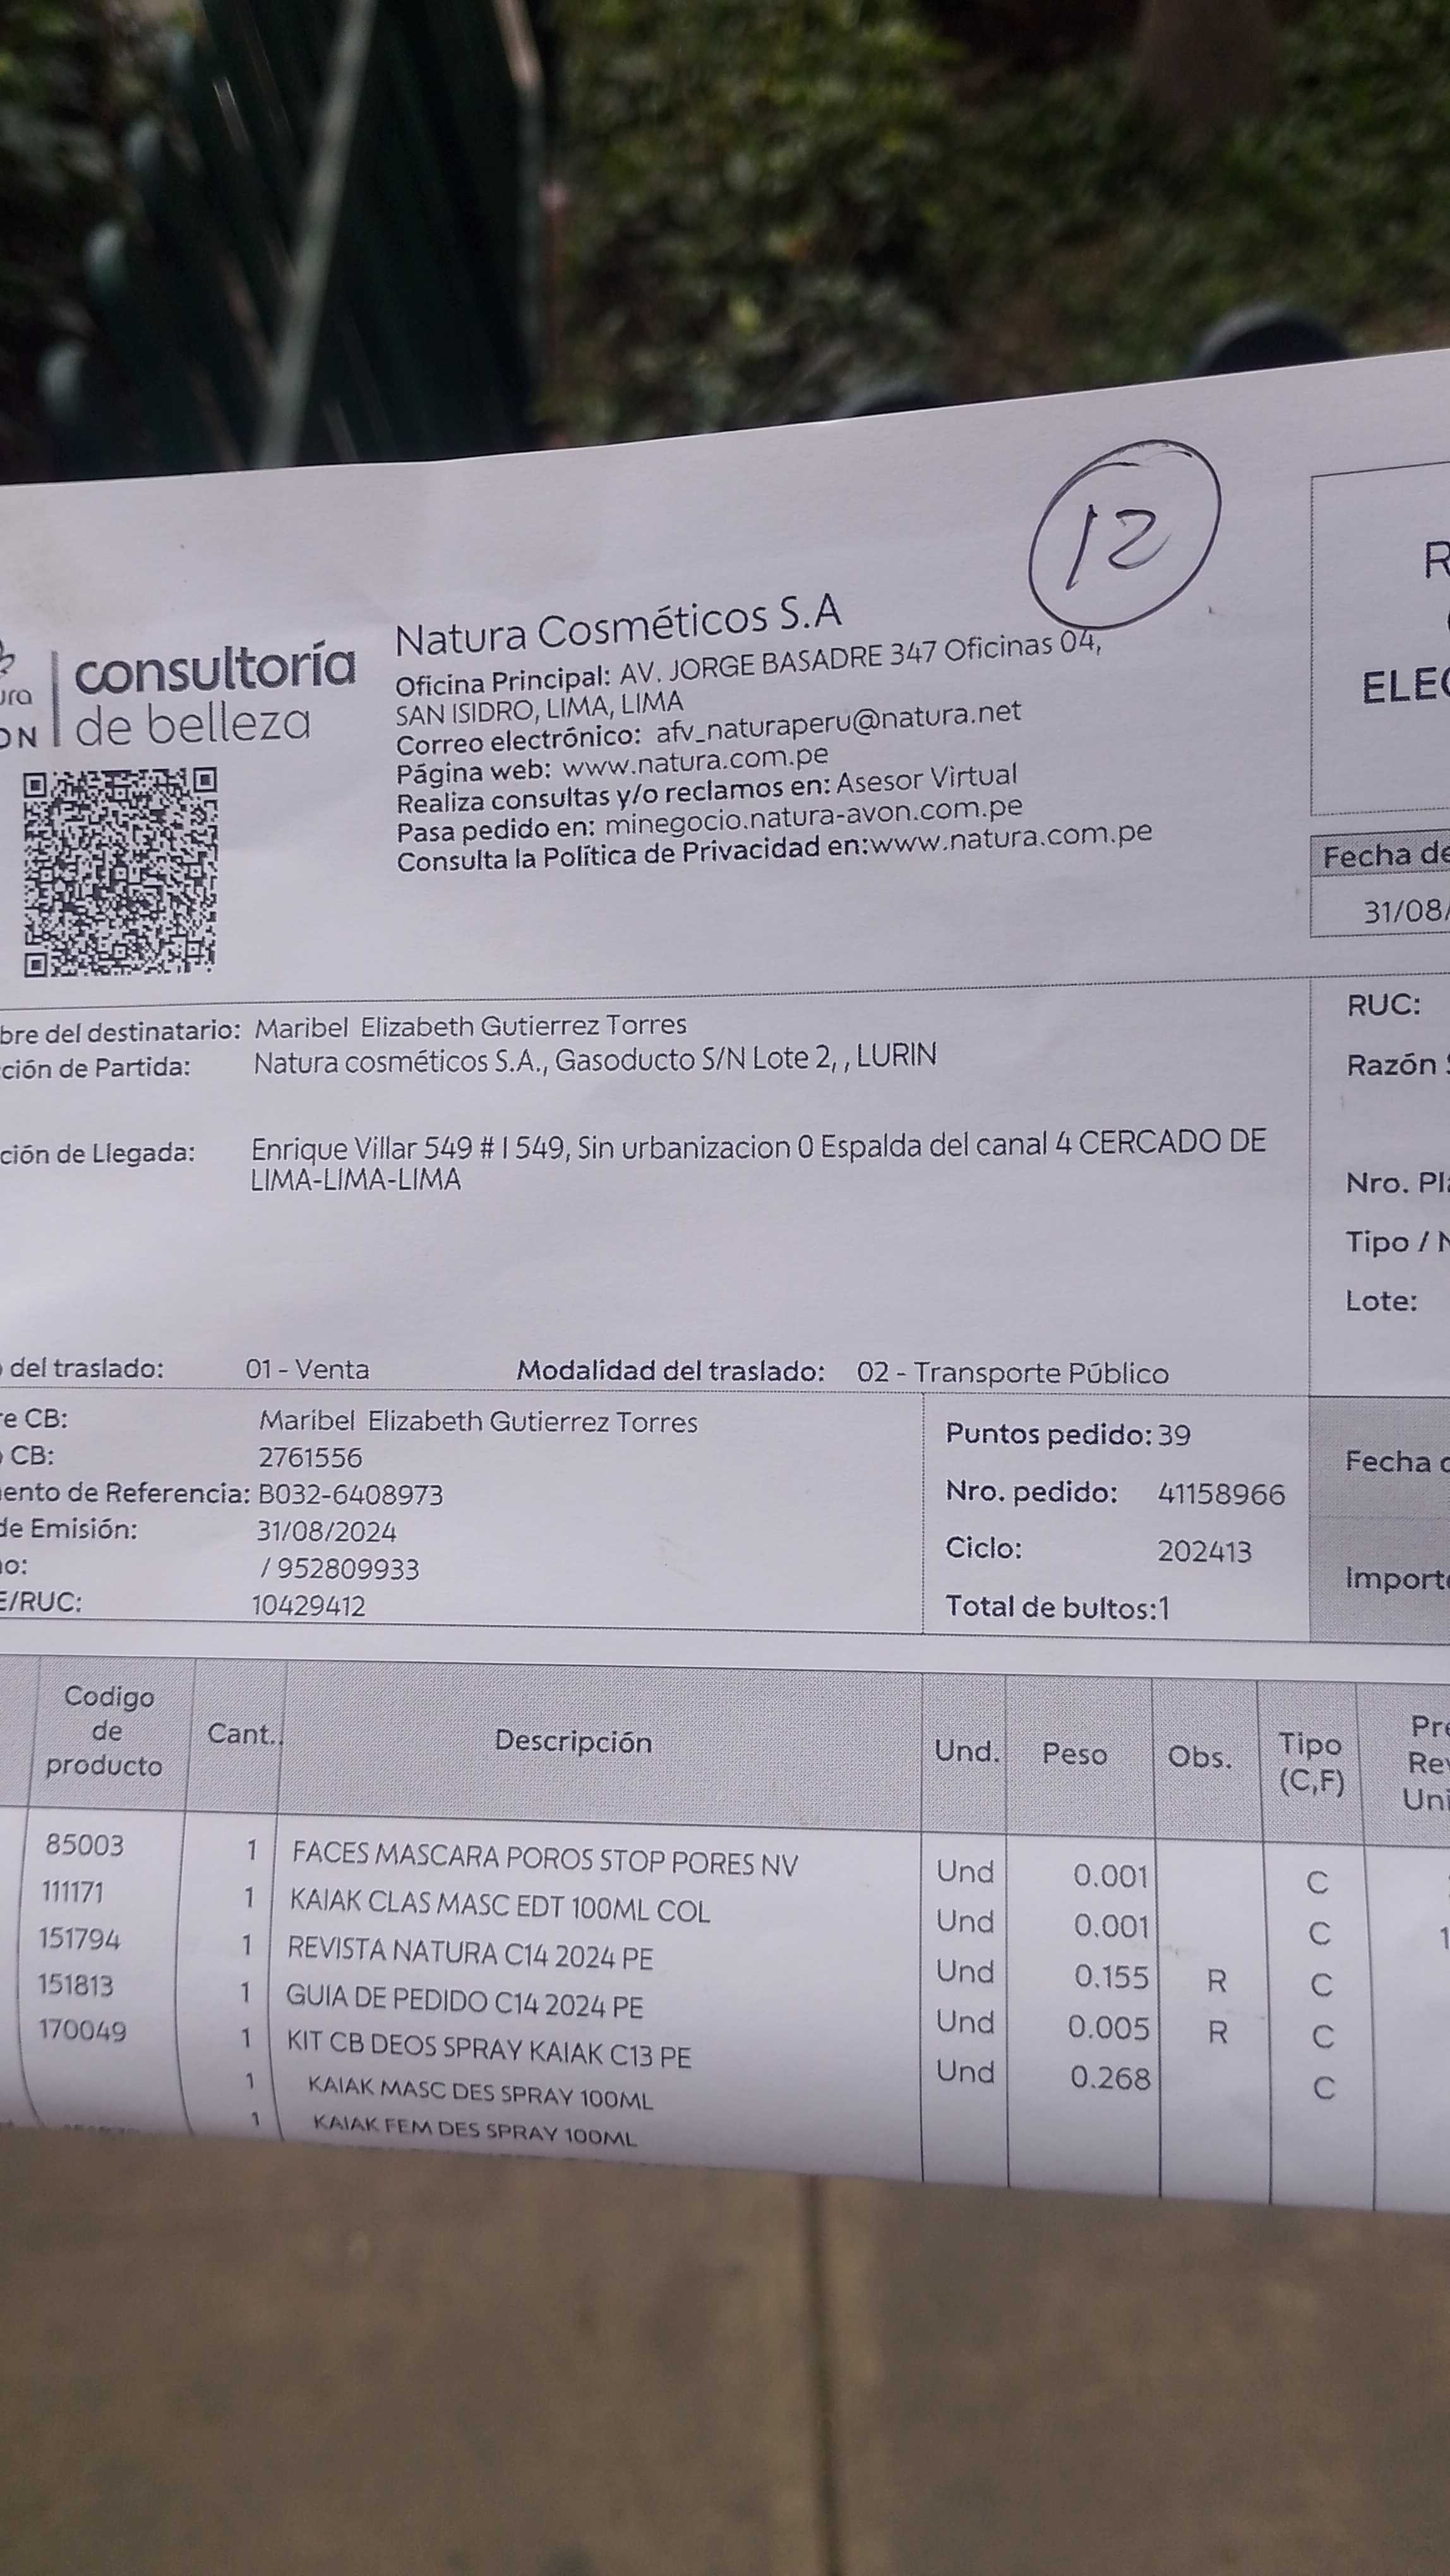 12
consultoría
de belleza
Natura Cosméticos S.A
Oficina Principal: AV. JORGE BASADRE 347 Oficinas 04,
SAN ISIDRO, LIMA, LIMA
Correo electrónico: afv_naturaperu@natura.net
Página web: www.natura.com.pe
Realiza consultas y/o reclamos en: Asesor Virtual
Pasa pedido en: minegocio.natura-avon.com.pe
Consulta la Política de Privacidad en:www.natura.com.pe
R
ELEC
Fecha de
31/08/
bre del destinatario: Maribel Elizabeth Gutierrez Torres
ción de Partida: Natura cosméticos S.A., Gasoducto S/N Lote 2, , LURIN
ción de Llegada: Enrique Villar 549 # I 549, Sin urbanizacion 0 Espalda del canal 4 CERCADO DE
LIMA-LIMA-LIMA
RUC:
Razón
Nro. Pla
Tipo / N
Lote:
del traslado: 01 - Venta Modalidad del traslado: 02 - Transporte Público
e CB: Maribel Elizabeth Gutierrez Torres
CB: 2761556
ento de Referencia: B032-6408973
de Emisión: 31/08/2024
no: / 952809933
E/RUC: 10429412
Puntos pedido: 39
Nro. pedido: 41158966
Ciclo: 202413
Total de bultos:1
Fecha d
Importe
Codigo de producto Cant. Descripción Und. Peso Obs. Tipo (C,F) Pre Rev Uni
85003 1 FACES MASCARA POROS STOP PORES NV Und 0.001 C
111171 1 KAIAK CLAS MASC EDT 100ML COL Und 0.001 C 1
151794 1 REVISTA NATURA C14 2024 PE Und 0.155 R C
151813 1 GUIA DE PEDIDO C14 2024 PE Und 0.005 R C
170049 1 KIT CB DEOS SPRAY KAIAK C13 PE Und 0.268 C
1 KAIAK MASC DES SPRAY 100ML
1 KAIAK FEM DES SPRAY 100ML